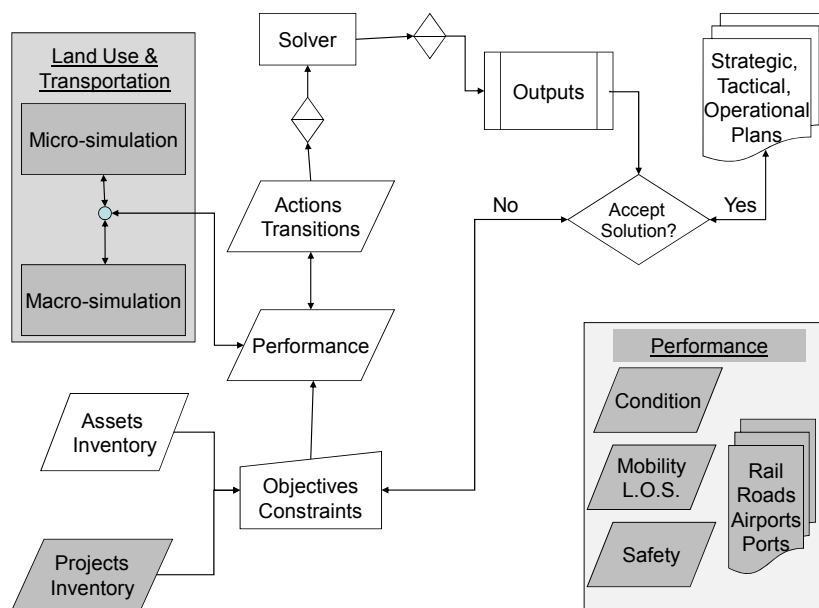 Land Use &
Transportation
Micro-simulation
Macro-simulation
Solver
Outputs
Strategic,
Tactical,
Operational
Plans
Actions
Transitions
No
Accept
Solution?
Yes
Performance
Assets
Inventory
Objectives
Constraints
Projects
Inventory
Performance
Condition
Mobility
L.O.S.
Safety
Rail
Roads
Airports
Ports